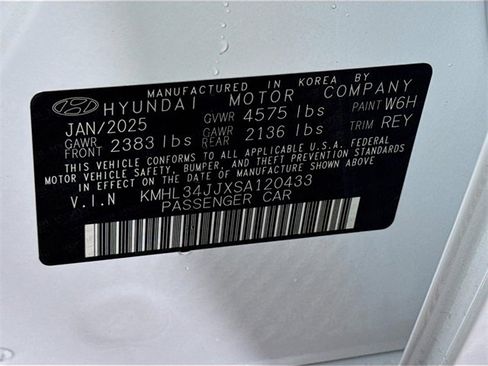 MANUFACTURED IN KOREA BY
HYUNDAI MOTOR COMPANY
JAN/2025 GVWR 4575 lbs PAINT W6H
GAWR FRONT 2383 lbs GAWR REAR 2136 lbs TRIM REY
THIS VEHICLE CONFORMS TO ALL APPLICABLE U.S.A. FEDERAL
MOTOR VEHICLE SAFETY, BUMPER, AND THEFT PREVENTION STANDARDS
IN EFFECT ON THE DATE OF MANUFACTURE SHOWN ABOVE.
V.I.N KMHL34JJXSA120433
PASSENGER CAR